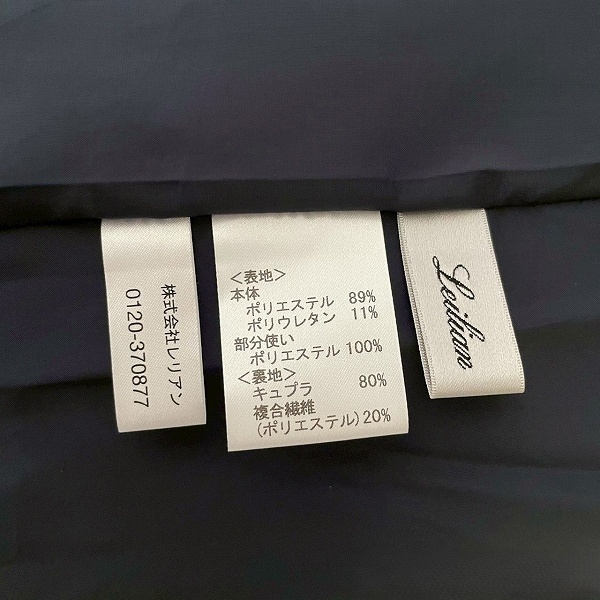 株式会社レリアン
0120-370877
<表地>
本体
ポリエステル 89%
ポリウレタン 11%
部分使い
ポリエステル 100%
<裏地>
キュプラ 80%
複合繊維
(ポリエステル) 20%
Leilian